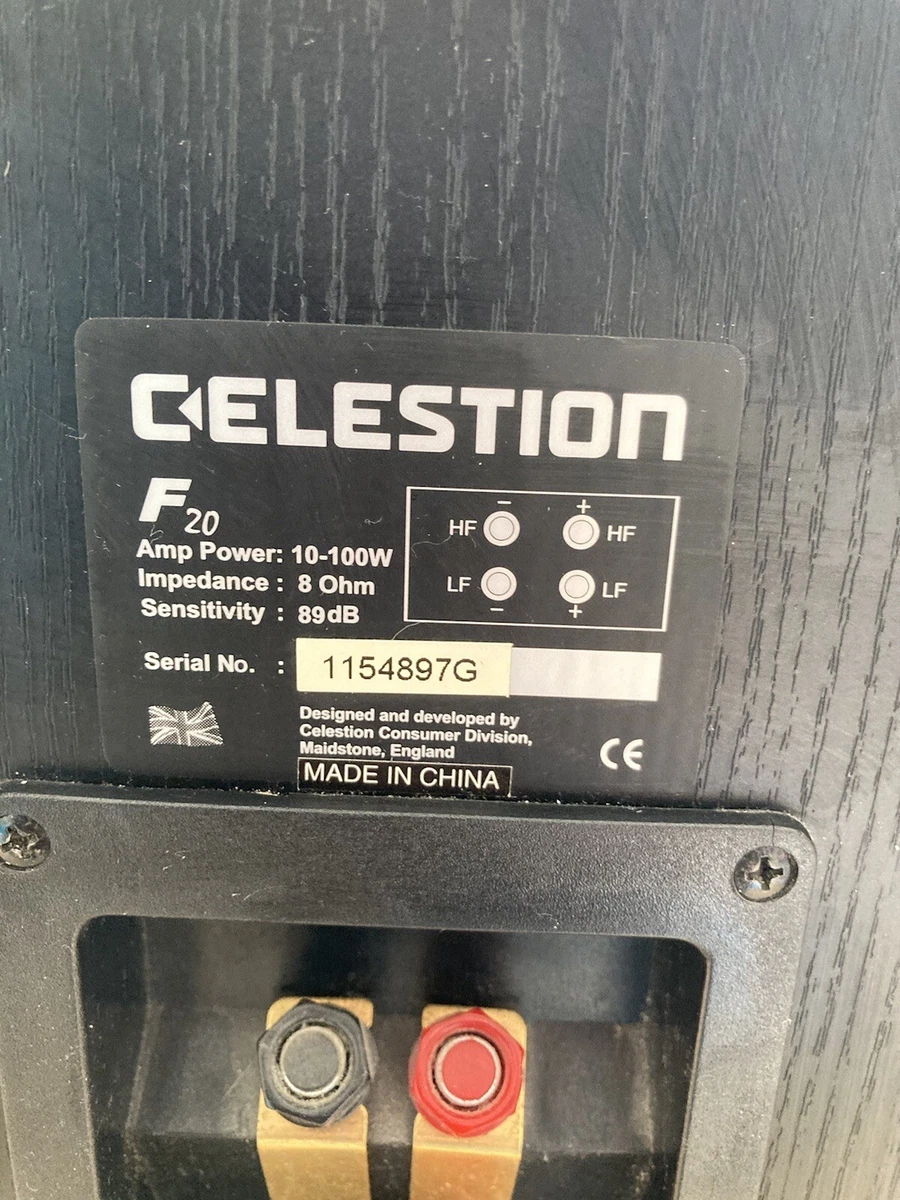 CELESTION
F20
Amp Power: 10-100W
Impedance : 8 Ohm
Sensitivity : 89dB
− +
HF HF
LF LF
− +
Serial No. : 1154897G
Designed and developed by
Celestion Consumer Division,
Maidstone, England
CE
MADE IN CHINA